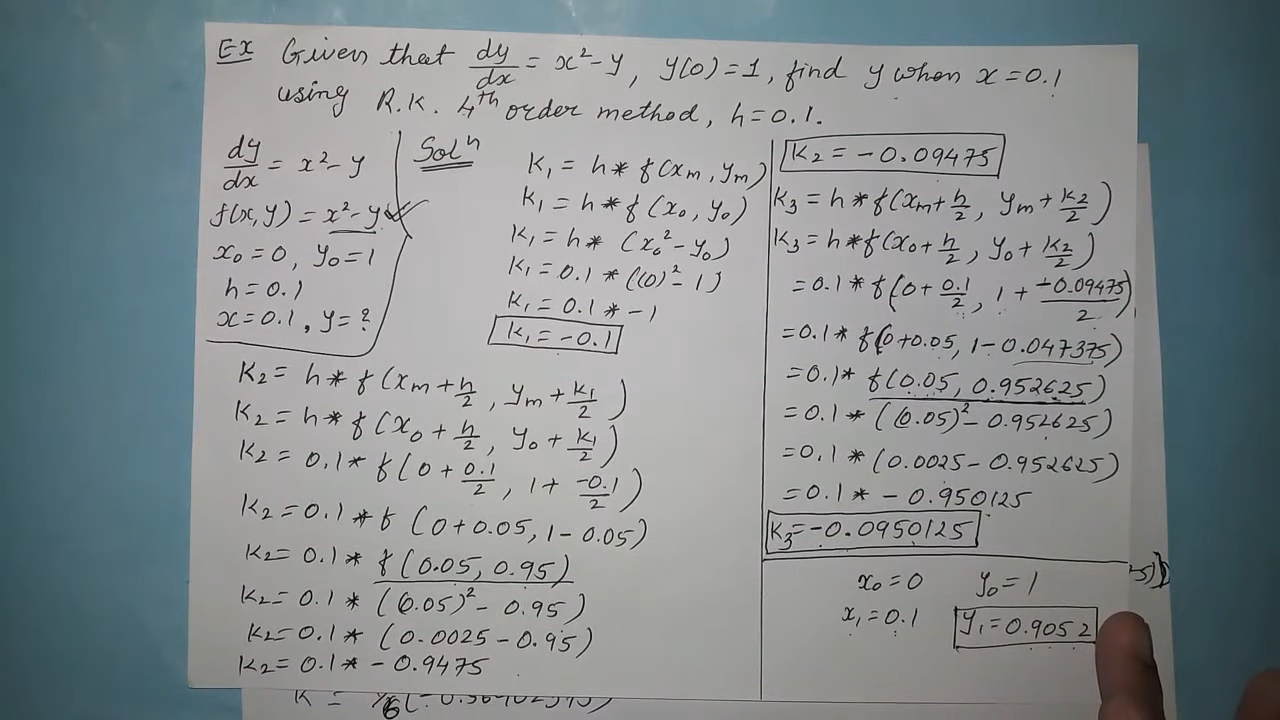 Ex Given that dy/dx = x² - y, y(0) = 1, find y when x = 0.1
using R.K. 4th order method, h = 0.1.
dy/dx = x² - y
f(x, y) = x² - y
x₀ = 0, y₀ = 1
h = 0.1
x = 0.1, y = ?
Solⁿ
K₁ = h * f(xₘ, yₘ)
K₁ = h * f(x₀, y₀)
K₁ = h * (x₀² - y₀)
K₁ = 0.1 * ((0)² - 1)
K₁ = 0.1 * -1
K₁ = -0.1
K₂ = h * f(xₘ + h/2, yₘ + K₁/2)
K₂ = h * f(x₀ + h/2, y₀ + K₁/2)
K₂ = 0.1 * f(0 + 0.1/2, 1 + -0.1/2)
K₂ = 0.1 * f(0 + 0.05, 1 - 0.05)
K₂ = 0.1 * f(0.05, 0.95)
K₂ = 0.1 * ((0.05)² - 0.95)
K₂ = 0.1 * (0.0025 - 0.95)
K₂ = 0.1 * -0.9475
K₂ = -0.09475
K₃ = h * f(xₘ + h/2, yₘ + K₂/2)
K₃ = h * f(x₀ + h/2, y₀ + K₂/2)
= 0.1 * f(0 + 0.1/2, 1 + -0.09475/2)
= 0.1 * f(0 + 0.05, 1 - 0.047375)
= 0.1 * f(0.05, 0.952625)
= 0.1 * ((0.05)² - 0.952625)
= 0.1 * (0.0025 - 0.952625)
= 0.1 * -0.950125
K₃ = -0.0950125
x₀ = 0 y₀ = 1
x₁ = 0.1 y₁ = 0.9052